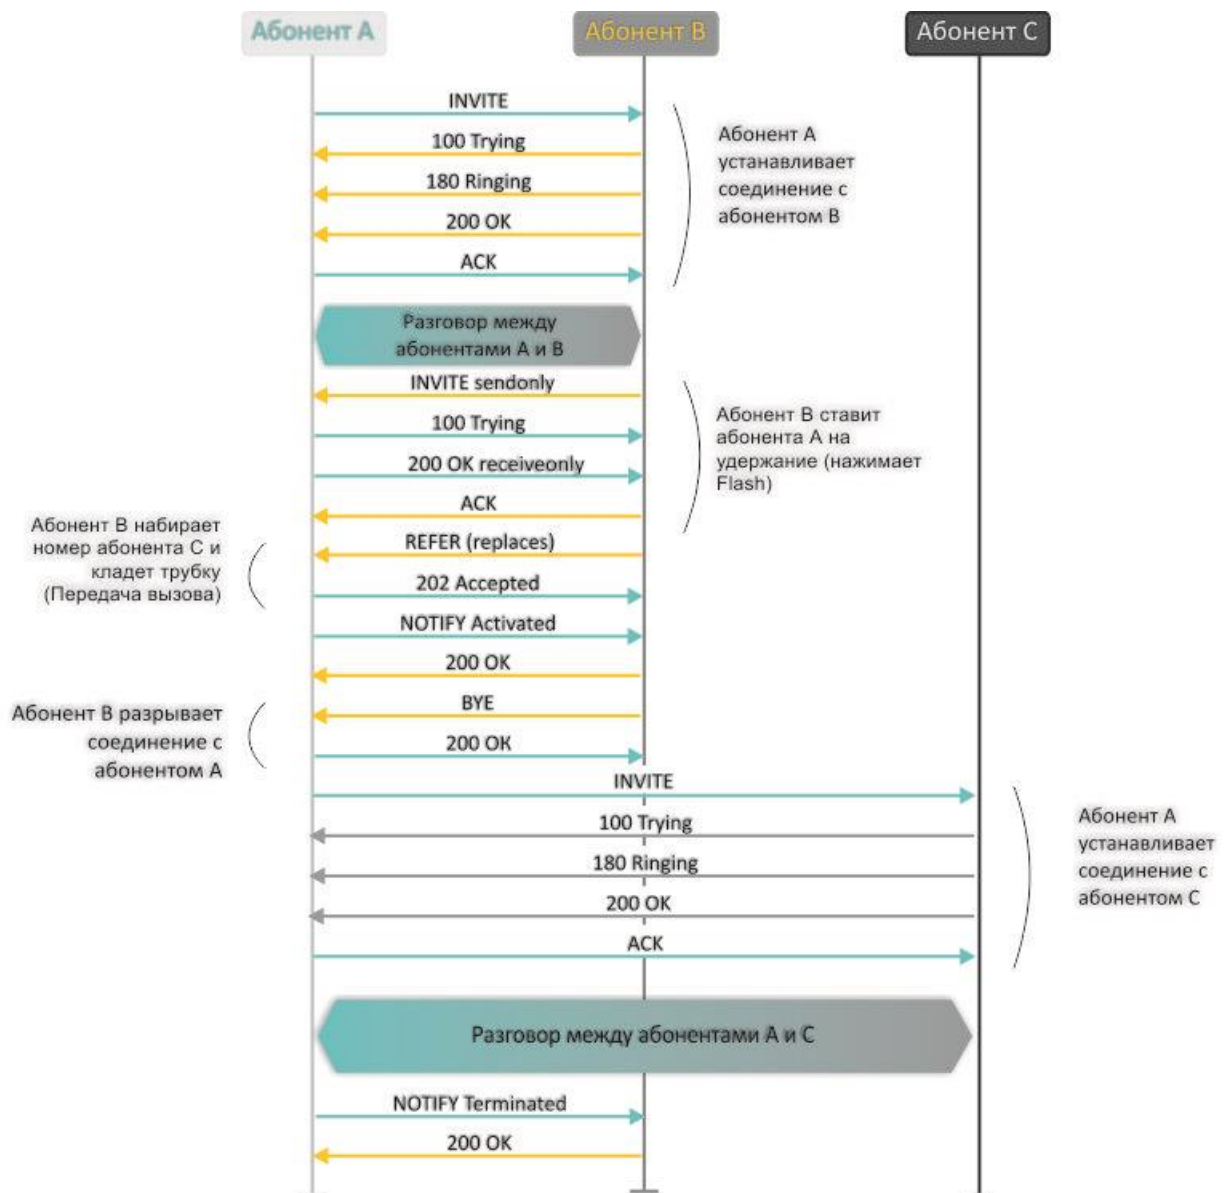 Абонент A
Абонент B
Абонент C
INVITE
100 Trying
180 Ringing
200 OK
ACK
Абонент А
устанавливает
соединение с
абонентом B
Разговор между
абонентами А и В
INVITE sendonly
100 Trying
200 OK receiveonly
ACK
Абонент B ставит
абонента А на
удержание (нажимает
Flash)
REFER (replaces)
202 Accepted
Абонент B набирает
номер абонента С и
кладет трубку
(Передача вызова)
NOTIFY Activated
200 OK
BYE
200 OK
Абонент В разрывает
соединение с
абонентом А
INVITE
100 Trying
180 Ringing
200 OK
ACK
Абонент А
устанавливает
соединение с
абонентом С
Разговор между абонентами А и С
NOTIFY Terminated
200 OK